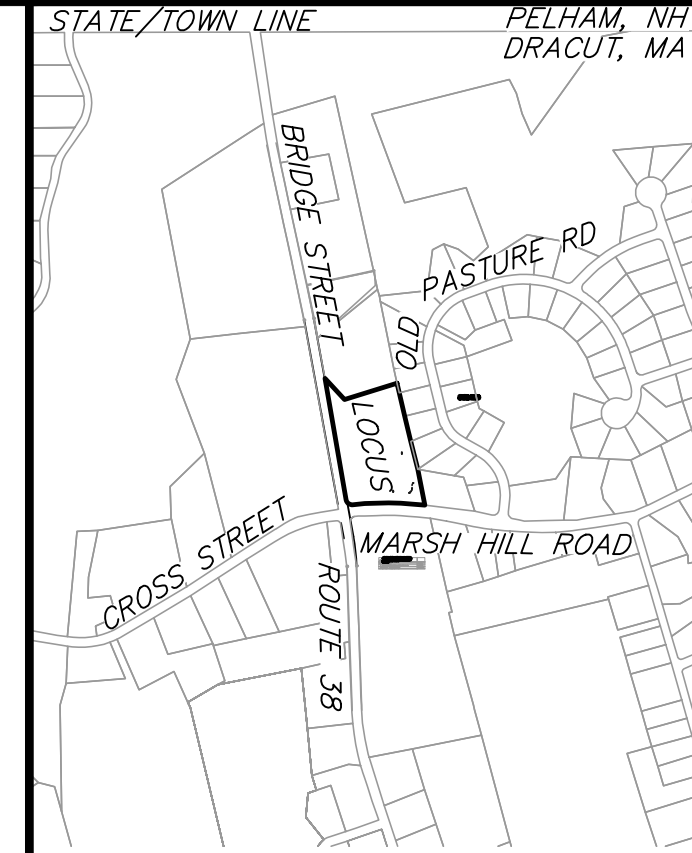 STATE/TOWN LINE
PELHAM, NH
DRACUT, MA
BRIDGE STREET
OLD PASTURE RD
LOCUS
CROSS STREET
MARSH HILL ROAD
ROUTE 38